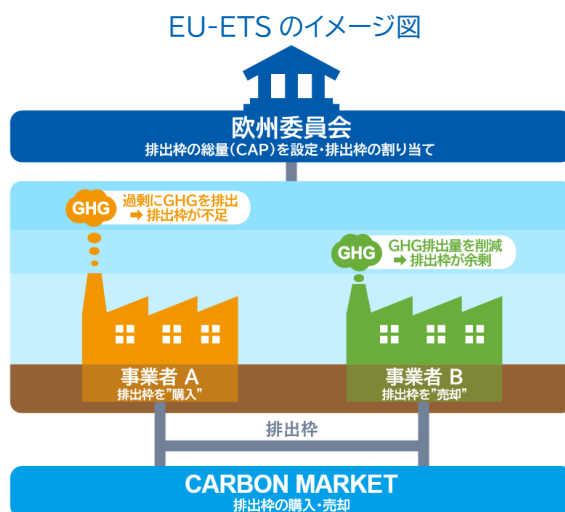 EU-ETS のイメージ図
欧州委員会
排出枠の総量(CAP)を設定・排出枠の割り当て
GHG
過剰にGHGを排出
➡ 排出枠が不足
GHG
GHG排出量を削減
➡ 排出枠が余剰
事業者 A
排出枠を"購入"
事業者 B
排出枠を"売却"
排出枠
CARBON MARKET
排出枠の購入・売却